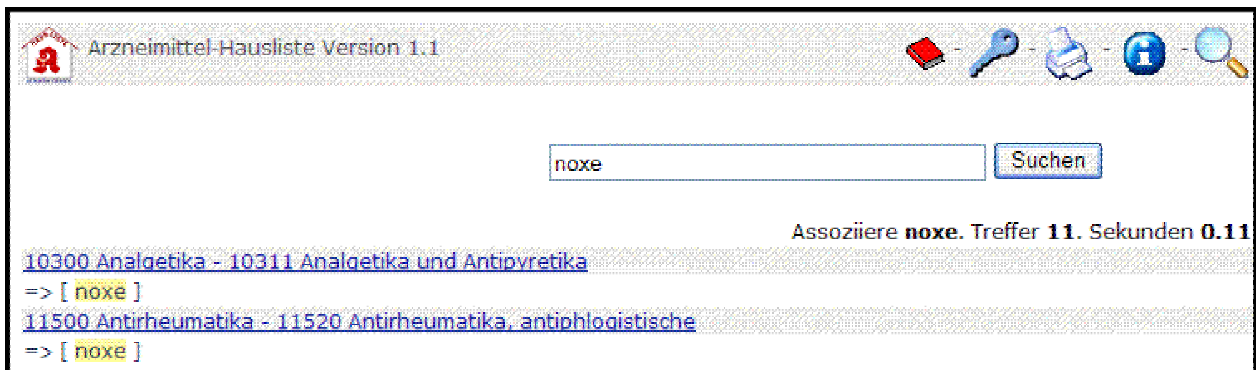 Arzneimittel-Hausliste Version 1.1
noxe Suchen
Assoziiere noxe. Treffer 11. Sekunden 0.11
10300 Analgetika - 10311 Analgetika und Antipyretika
=> [ noxe ]
11500 Antirheumatika - 11520 Antirheumatika, antiphlogistische
=> [ noxe ]